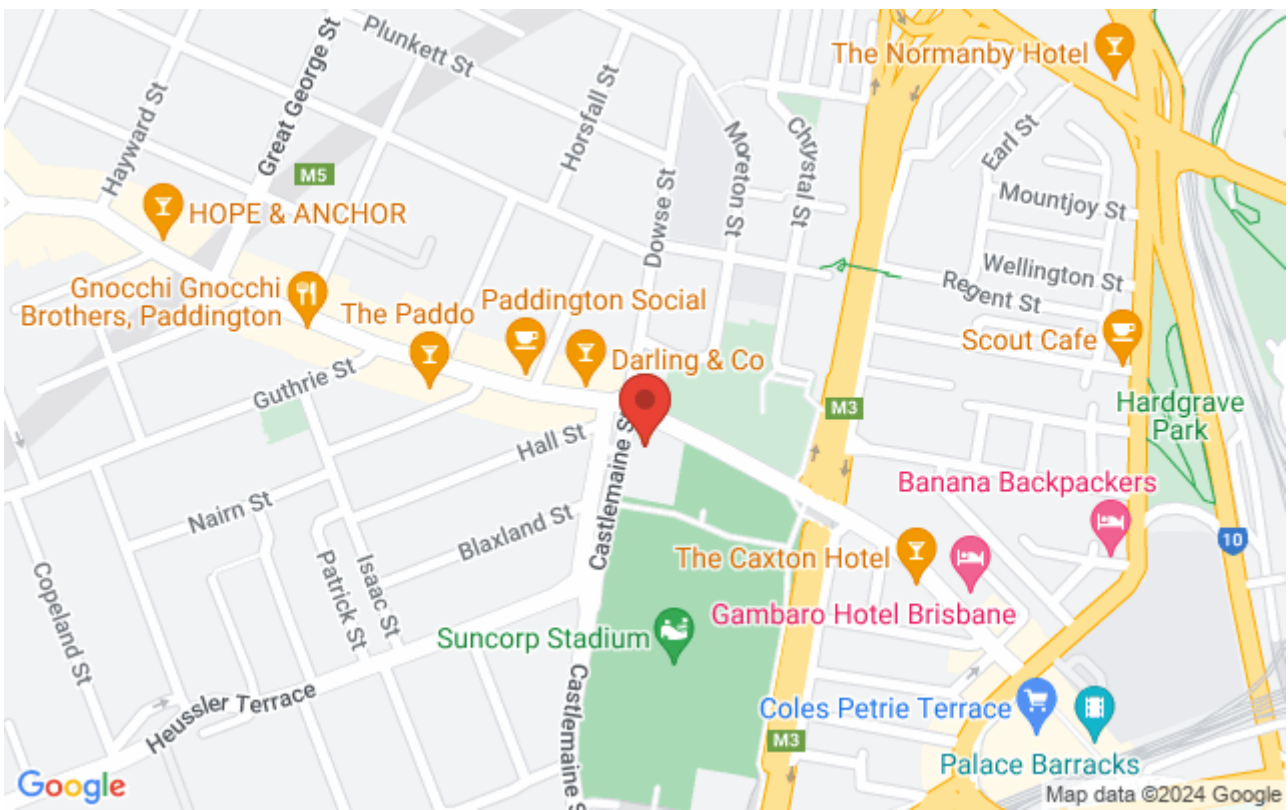 Plunkett St
Great George St
Hayward St
Horsfall St
Moreton St
Chrystal St
Dowse St
The Normanby Hotel
Earl St
Mountjoy St
M5
HOPE & ANCHOR
Wellington St
Regent St
Gnocchi Gnocchi
Brothers, Paddington
The Paddo
Paddington Social
Darling & Co
Scout Cafe
M3
Hardgrave
Park
Guthrie St
Hall St
Castlemaine S
Nairn St
Blaxland St
Banana Backpackers
10
The Caxton Hotel
Gambaro Hotel Brisbane
Copeland St
Patrick St
Isaac St
Suncorp Stadium
Heussler Terrace
Castlemaine S
Coles Petrie Terrace
M3
Palace Barracks
Google
Map data ©2024 Google